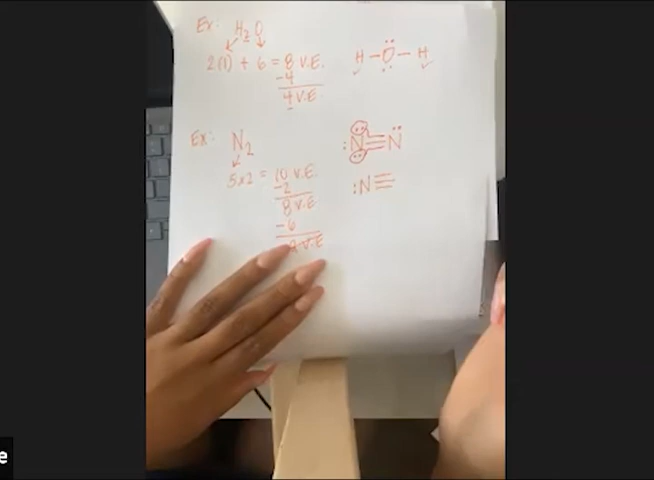 Ex: H2O
2(1) + 6 = 8 V.E.
-4
4 V.E
H-O-H
Ex: N2
5x2 = 10 V.E.
-2
8 V.E
-6
V.E
:N≡N
:N≡
e